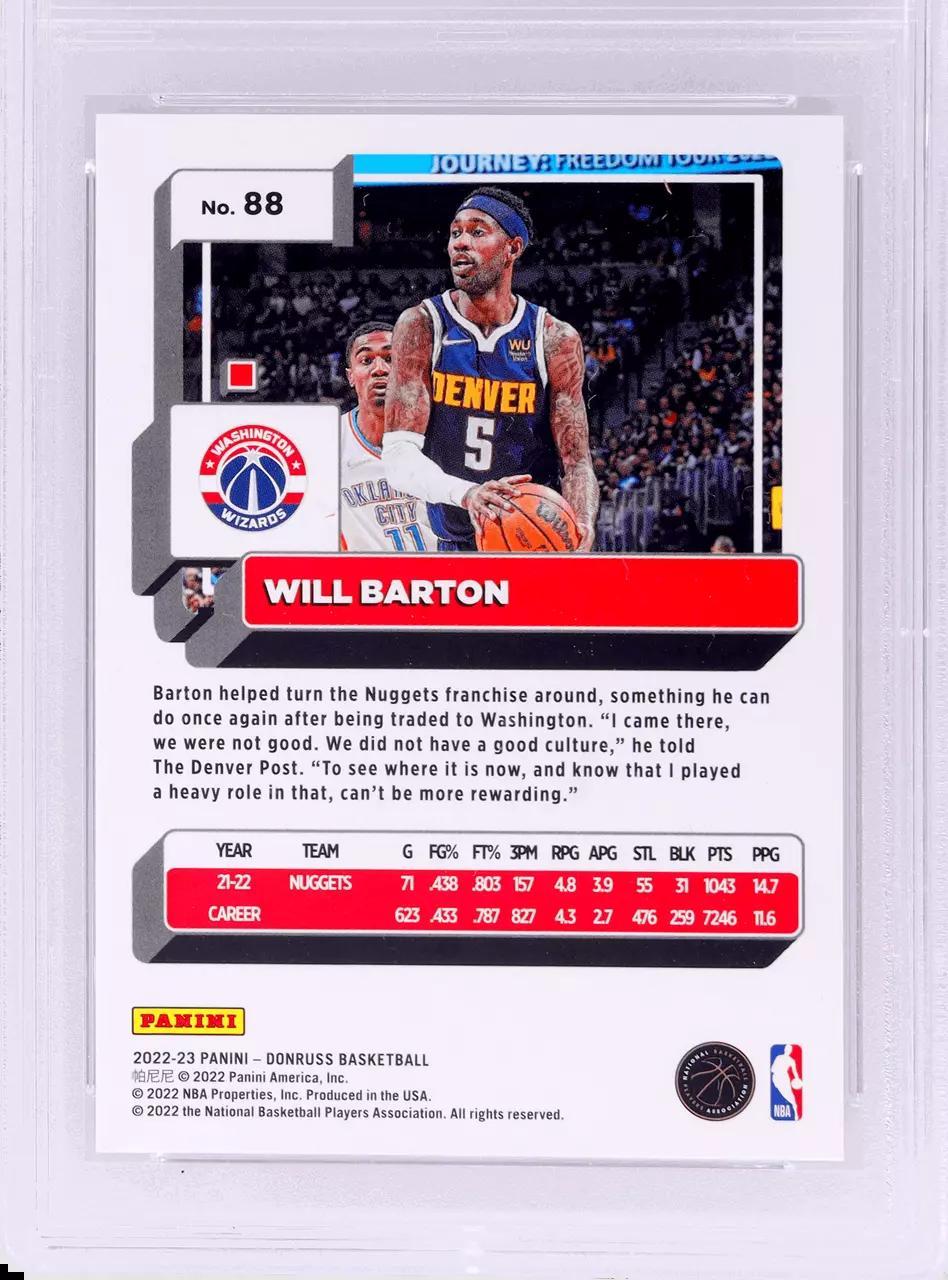 JOURNEY: FREEDOM TOUR
No. 88
WU
DENVER
5
OKLAHOMA
CITY
11
Wilson
WASHINGTON
WIZARDS
WILL BARTON
Barton helped turn the Nuggets franchise around, something he can
do once again after being traded to Washington. “I came there,
we were not good. We did not have a good culture,” he told
The Denver Post. “To see where it is now, and know that I played
a heavy role in that, can’t be more rewarding.”
YEAR TEAM G FG% FT% 3PM RPG APG STL BLK PTS PPG
21-22 NUGGETS 71 .438 .803 157 4.8 3.9 55 31 1043 14.7
CAREER 623 .433 .787 827 4.3 2.7 476 259 7246 11.6
PANINI
2022-23 PANINI – DONRUSS BASKETBALL
帕尼尼 © 2022 Panini America, Inc.
© 2022 NBA Properties, Inc. Produced in the USA.
© 2022 the National Basketball Players Association. All rights reserved.
NATIONAL BASKETBALL
PLAYERS ASSOCIATION
NBA